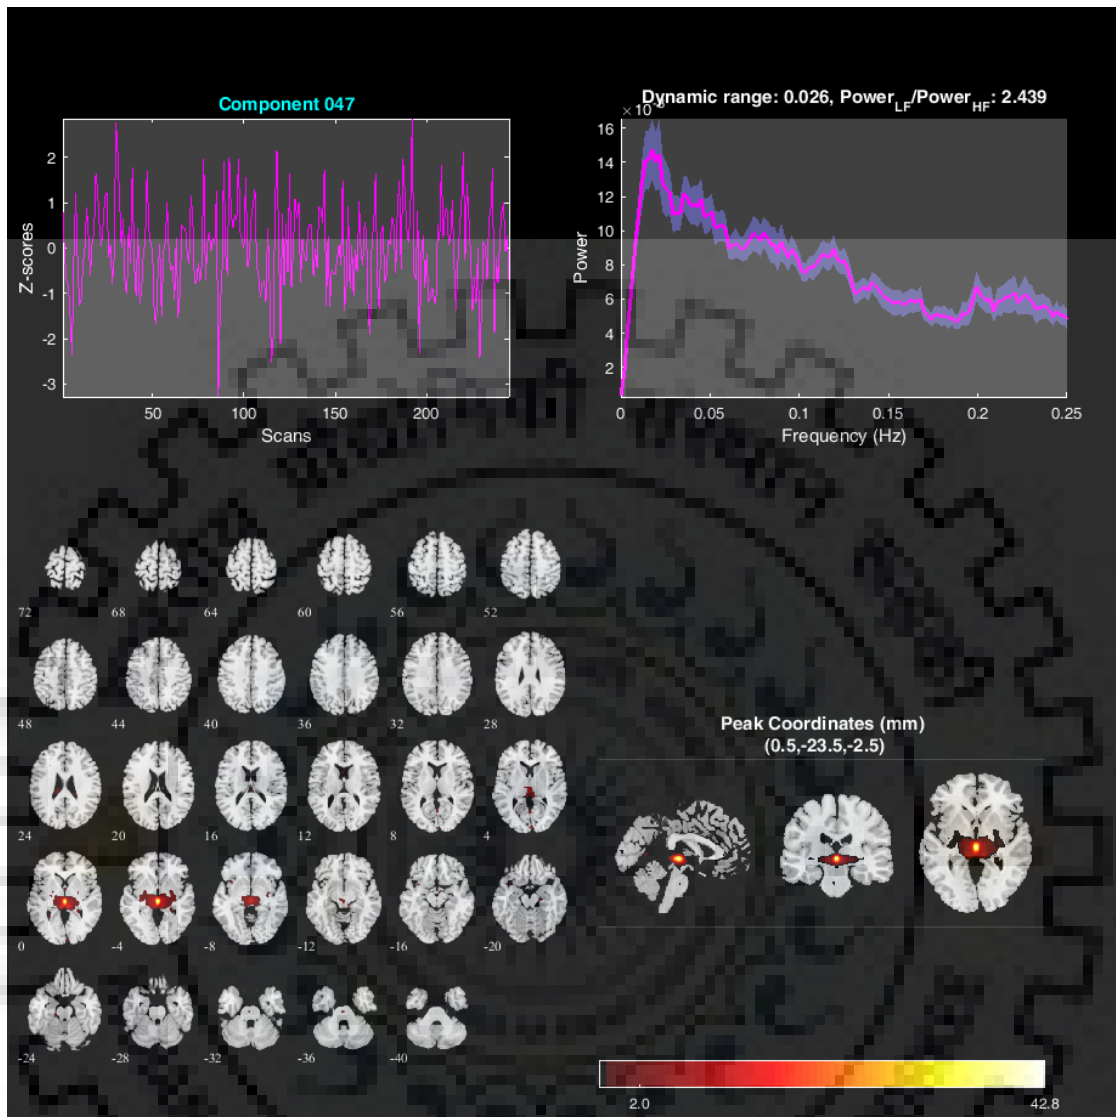 Component 047
Dynamic range: 0.026, Power_LF/Power_HF: 2.439
× 10
2
1
0
-1
-2
-3
Z-scores
50
100
150
200
Scans
16
14
12
10
8
6
4
2
Power
0
0.05
0.1
0.15
0.2
0.25
Frequency (Hz)
72 68 64 60 56 52
48 44 40 36 32 28
24 20 16 12 8 4
0 -4 -8 -12 -16 -20
-24 -28 -32 -36 -40
Peak Coordinates (mm)
(0.5,-23.5,-2.5)
2.0
42.8